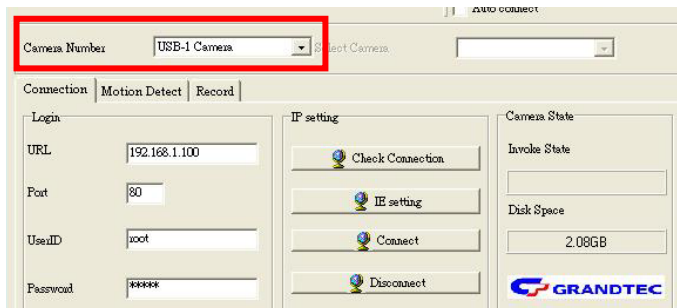 Auto connect
Camera Number USB-1 Camera Select Camera
Connection Motion Detect Record
Login IP setting Camera State
URL 192.168.1.100 Check Connection Invoke State
Port 80 IE setting Disk Space
UserID root Connect 2.08GB
Password ***** Disconnect GRANDTEC